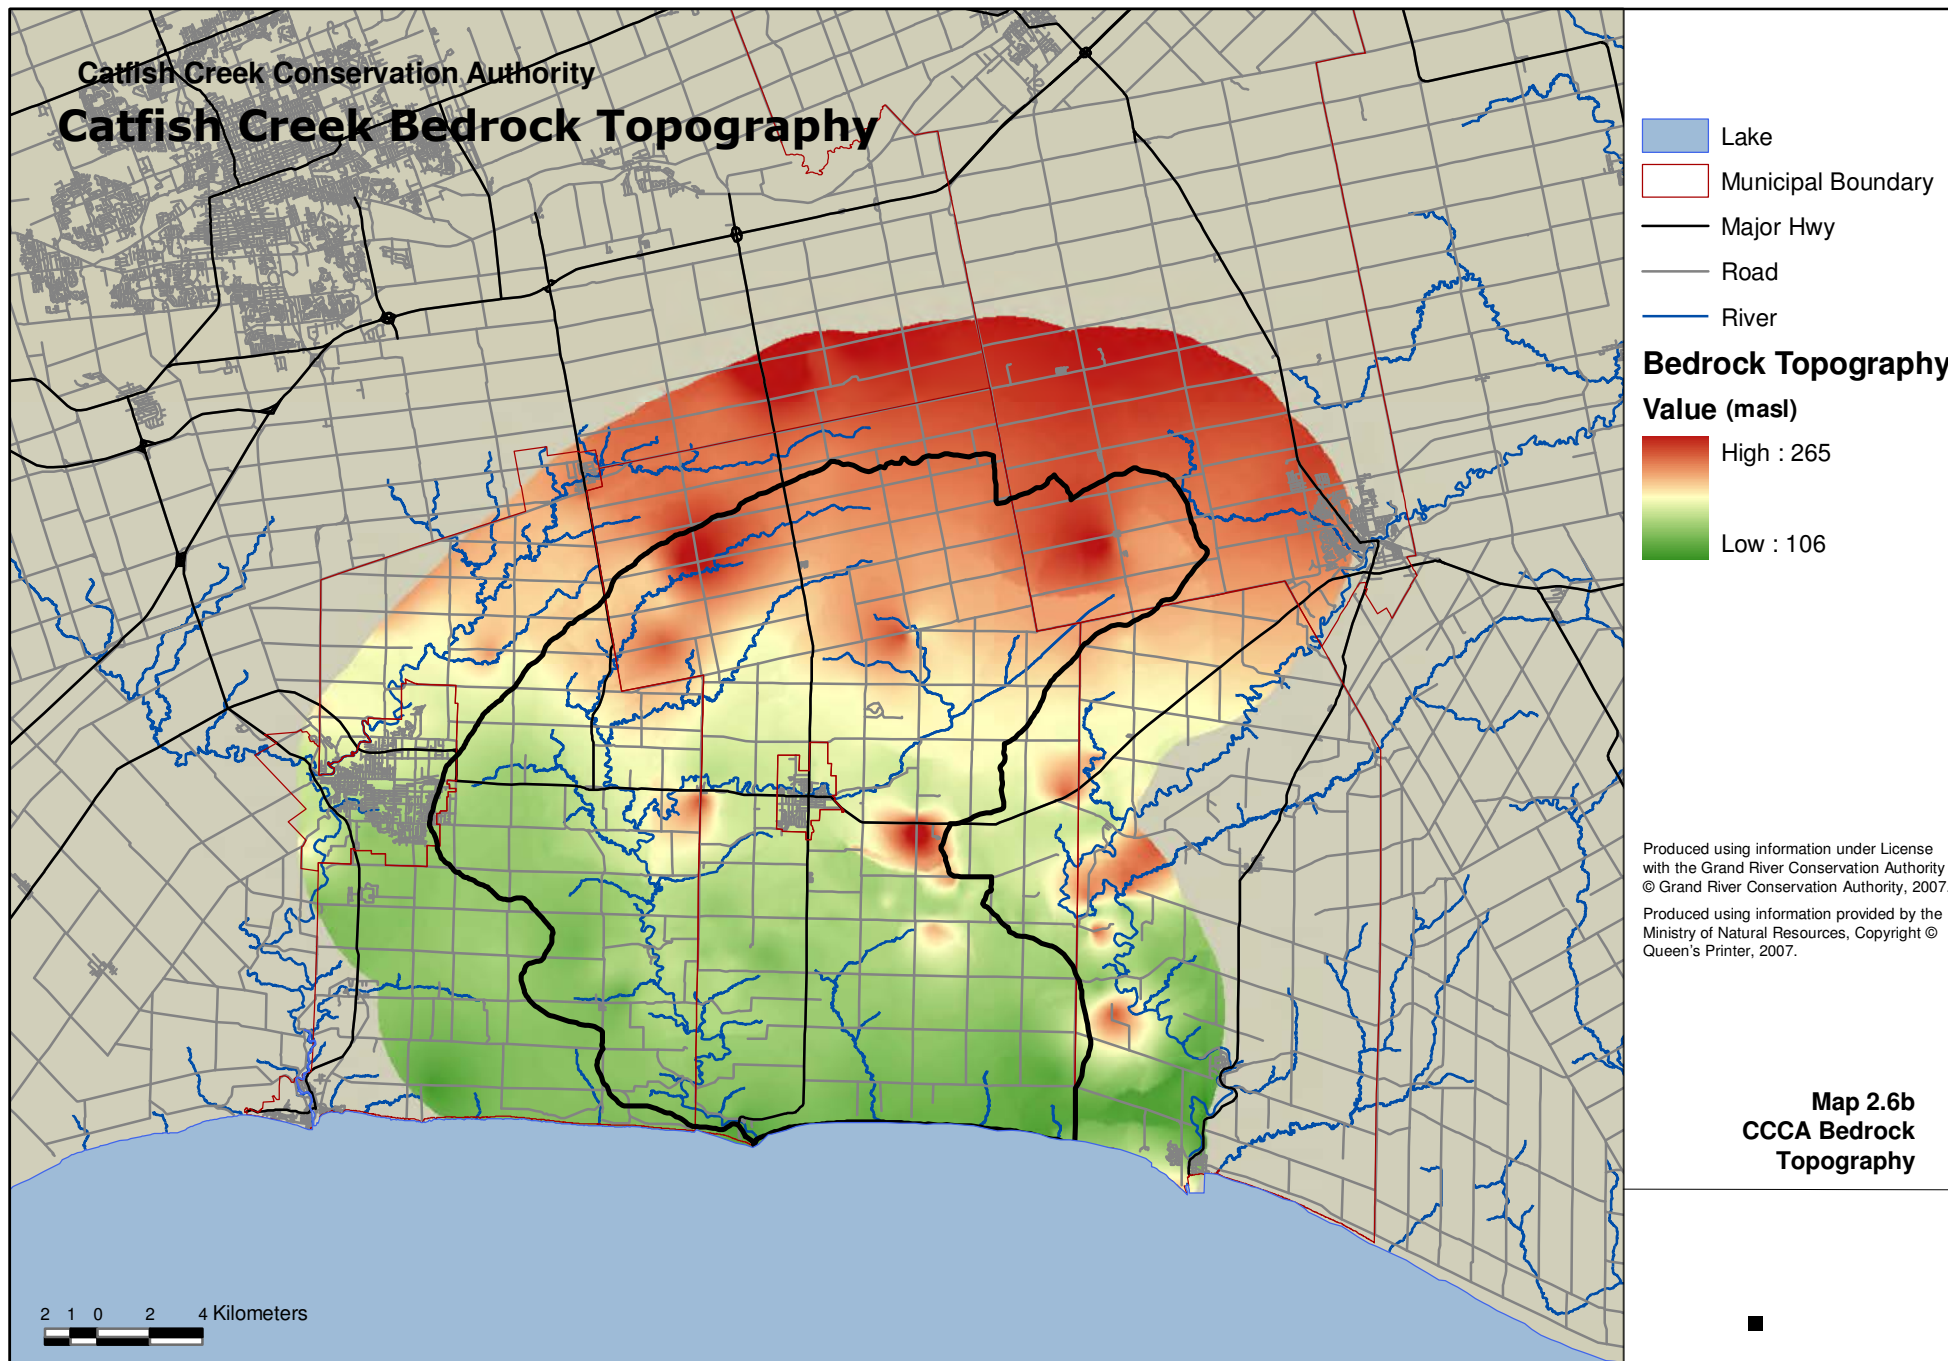 Catfish Creek Conservation Authority
Catfish Creek Bedrock Topography
Lake
Municipal Boundary
Major Hwy
Road
River
Bedrock Topography
Value (masl)
High : 265
Low : 106
Produced using information under License
with the Grand River Conservation Authority
© Grand River Conservation Authority, 2007.
Produced using information provided by the
Ministry of Natural Resources, Copyright ©
Queen's Printer, 2007.
Map 2.6b
CCCA Bedrock
Topography
2 1 0 2 4 Kilometers